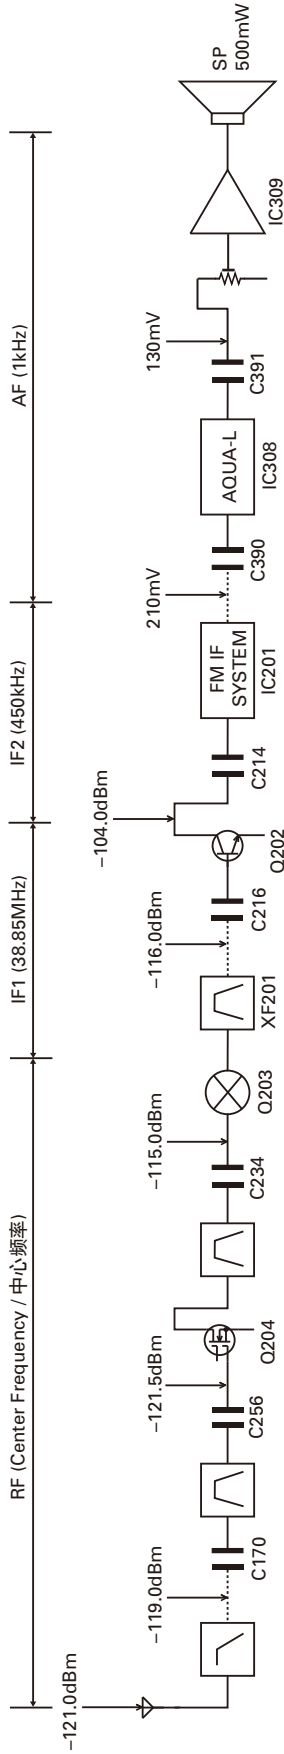 SP
500mW
IC309
AF (1kHz)
130mV
C391
AQUA-L
IC308
C390
210mV
FM IF
SYSTEM
IC201
IF2 (450kHz)
C214
−104.0dBm
Q202
C216
−116.0dBm
IF1 (38.85MHz)
XF201
Q203
−115.0dBm
C234
RF (Center Frequency / 中心频率)
Q204
−121.5dBm
C256
C170
−119.0dBm
−121.0dBm